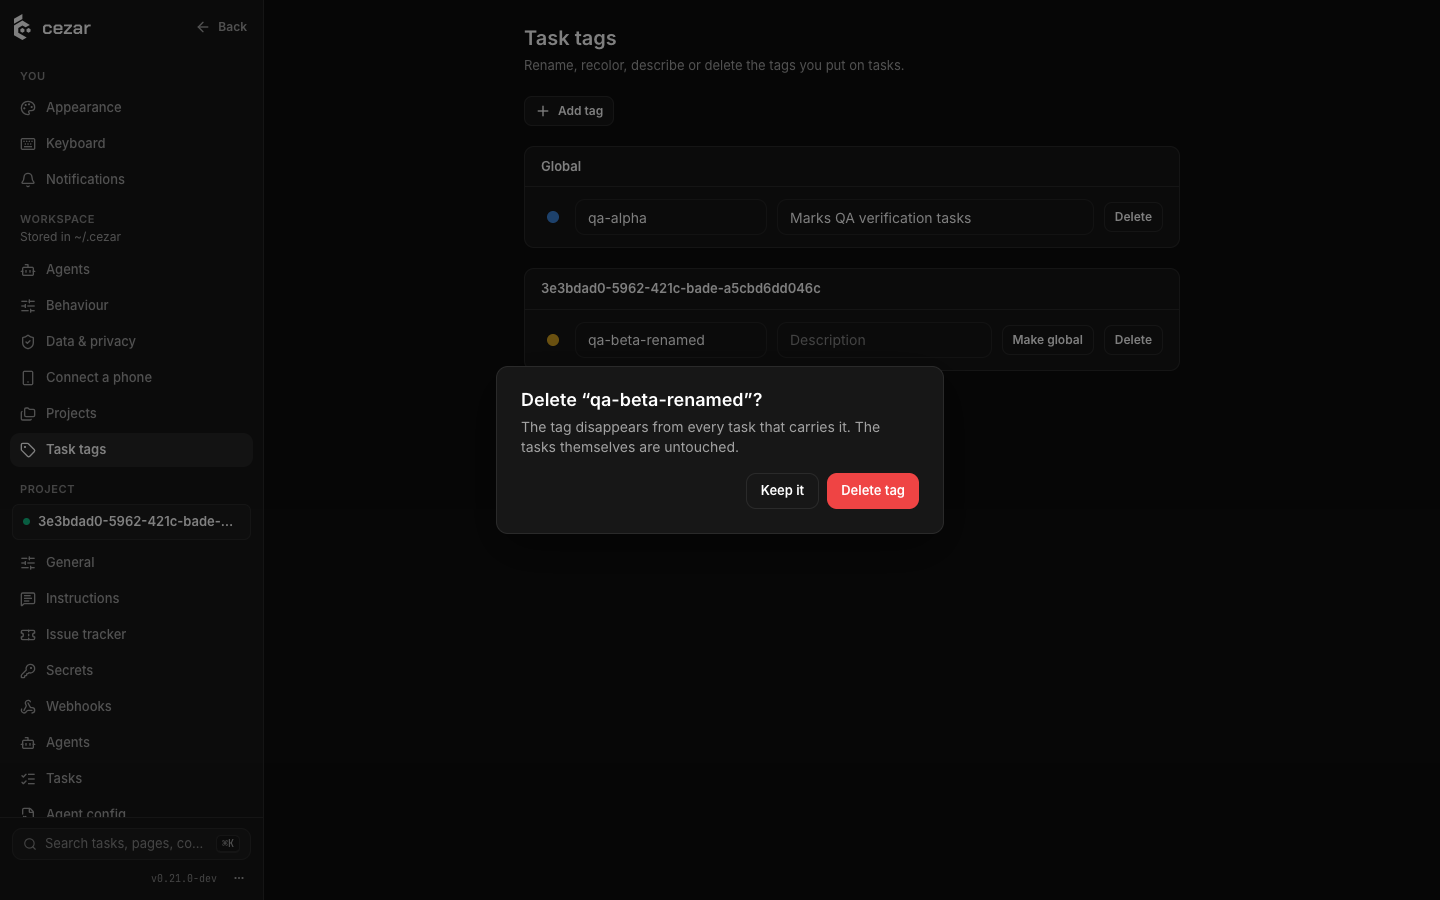 cezar
Back
YOU
Appearance
Keyboard
Notifications
WORKSPACE
Stored in ~/.cezar
Agents
Behaviour
Data & privacy
Connect a phone
Projects
Task tags
PROJECT
3e3bdad0-5962-421c-bade-...
General
Instructions
Issue tracker
Secrets
Webhooks
Agents
Tasks
Agent config
Search tasks, pages, co... ⌘K
v0.21.0-dev ...
Task tags
Rename, recolor, describe or delete the tags you put on tasks.
+ Add tag
Global
qa-alpha Marks QA verification tasks Delete
3e3bdad0-5962-421c-bade-a5cbd6dd046c
qa-beta-renamed Description Make global Delete
Delete “qa-beta-renamed”?
The tag disappears from every task that carries it. The
tasks themselves are untouched.
Keep it Delete tag